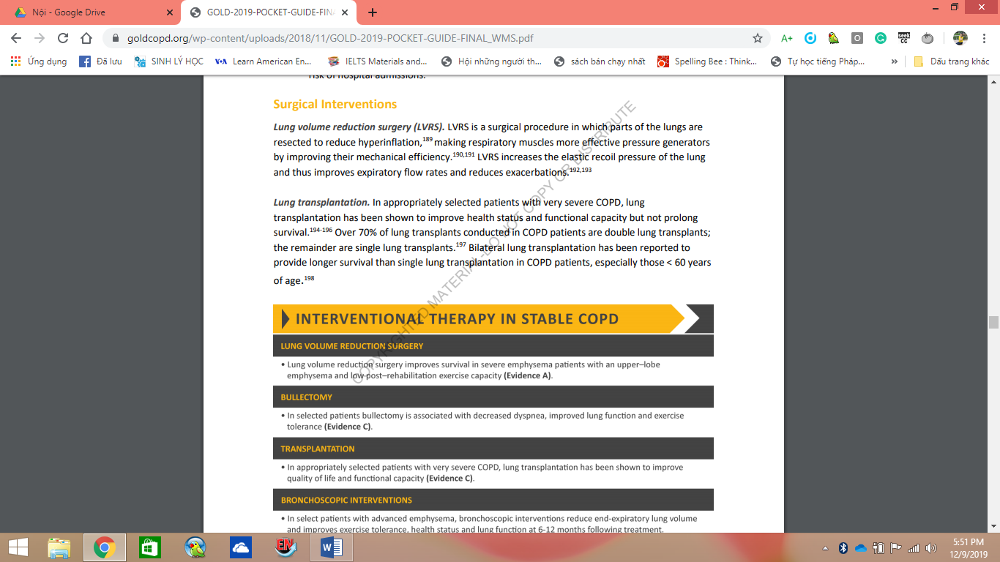 Nội - Google Drive
GOLD-2019-POCKET-GUIDE-FINA
goldcopd.org/wp-content/uploads/2018/11/GOLD-2019-POCKET-GUIDE-FINAL_WMS.pdf
A+
O
G
seek
CC
Ứng dụng
Đã lưu
SINH LÝ HỌC
VOA
Learn American En...
IELTS Materials and...
Hội những người th...
sách bán chạy nhất
Spelling Bee : Think...
Tự học tiếng Pháp...
»
Dấu trang khác
risk of hospital admissions.
Surgical Interventions
Lung volume reduction surgery (LVRS). LVRS is a surgical procedure in which parts of the lungs are
resected to reduce hyperinflation,189 making respiratory muscles more effective pressure generators
by improving their mechanical efficiency.190,191 LVRS increases the elastic recoil pressure of the lung
and thus improves expiratory flow rates and reduces exacerbations.192,193
Lung transplantation. In appropriately selected patients with very severe COPD, lung
transplantation has been shown to improve health status and functional capacity but not prolong
survival.194-196 Over 70% of lung transplants conducted in COPD patients are double lung transplants;
the remainder are single lung transplants.197 Bilateral lung transplantation has been reported to
provide longer survival than single lung transplantation in COPD patients, especially those < 60 years
of age.198
COPYRIGHTED MATERIAL- DO NOT COPY OR DISTRIBUTE
INTERVENTIONAL THERAPY IN STABLE COPD
LUNG VOLUME REDUCTION SURGERY
• Lung volume reduction surgery improves survival in severe emphysema patients with an upper–lobe
emphysema and low post–rehabilitation exercise capacity (Evidence A).
BULLECTOMY
• In selected patients bullectomy is associated with decreased dyspnea, improved lung function and exercise
tolerance (Evidence C).
TRANSPLANTATION
• In appropriately selected patients with very severe COPD, lung transplantation has been shown to improve
quality of life and functional capacity (Evidence C).
BRONCHOSCOPIC INTERVENTIONS
• In select patients with advanced emphysema, bronchoscopic interventions reduce end-expiratory lung volume
and improves exercise tolerance, health status and lung function at 6-12 months following treatment.
EN
W
5:51 PM
12/9/2019